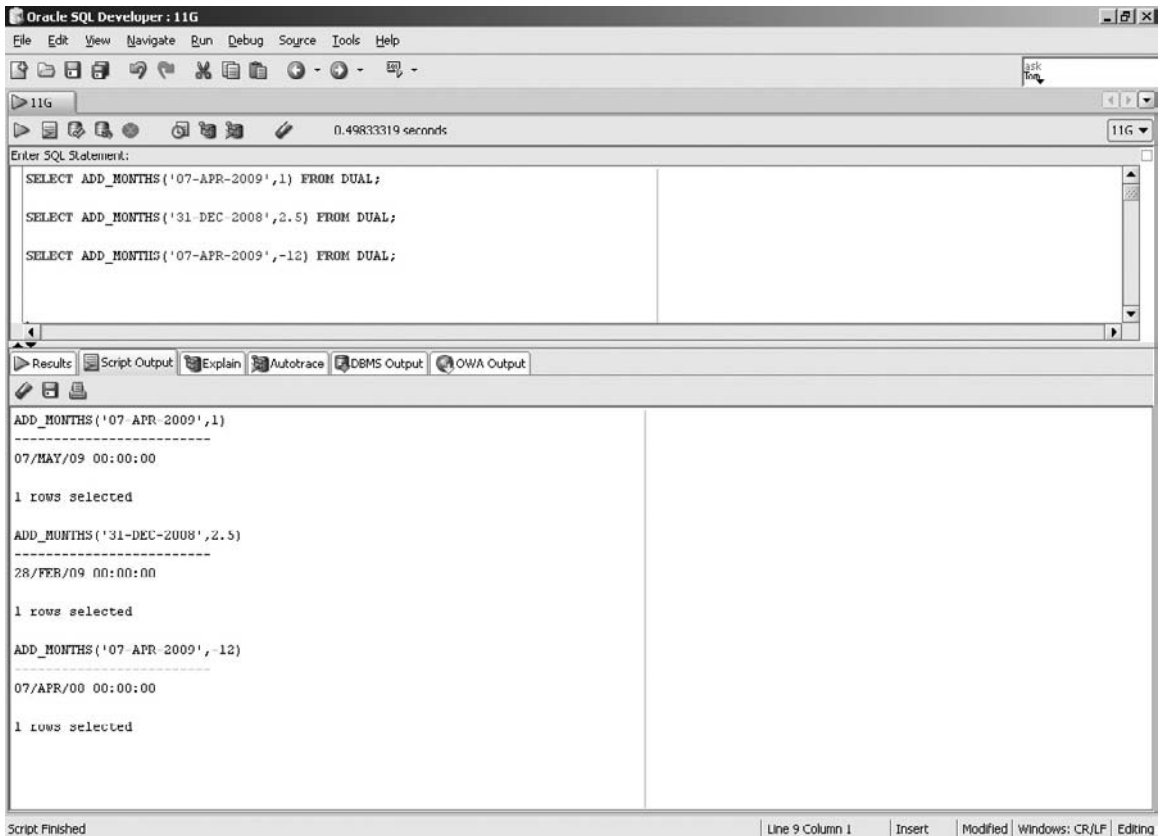 Oracle SQL Developer : 11G
File Edit View Navigate Run Debug Source Tools Help
ask
Tom
11G
0.49833319 seconds
11G
Enter SQL Statement:
SELECT ADD_MONTHS('07-APR-2009',1) FROM DUAL;
SELECT ADD_MONTHS('31-DEC-2008',2.5) FROM DUAL;
SELECT ADD_MONTHS('07-APR-2009',-12) FROM DUAL;
Results Script Output Explain Autotrace DBMS Output OWA Output
ADD_MONTHS('07-APR-2009',1)
-------------------------
07/MAY/09 00:00:00
1 rows selected
ADD_MONTHS('31-DEC-2008',2.5)
-------------------------
28/FEB/09 00:00:00
1 rows selected
ADD_MONTHS('07-APR-2009',-12)
-------------------------
07/APR/08 00:00:00
1 rows selected
Script Finished
Line 9 Column 1 Insert Modified Windows: CR/LF Editing